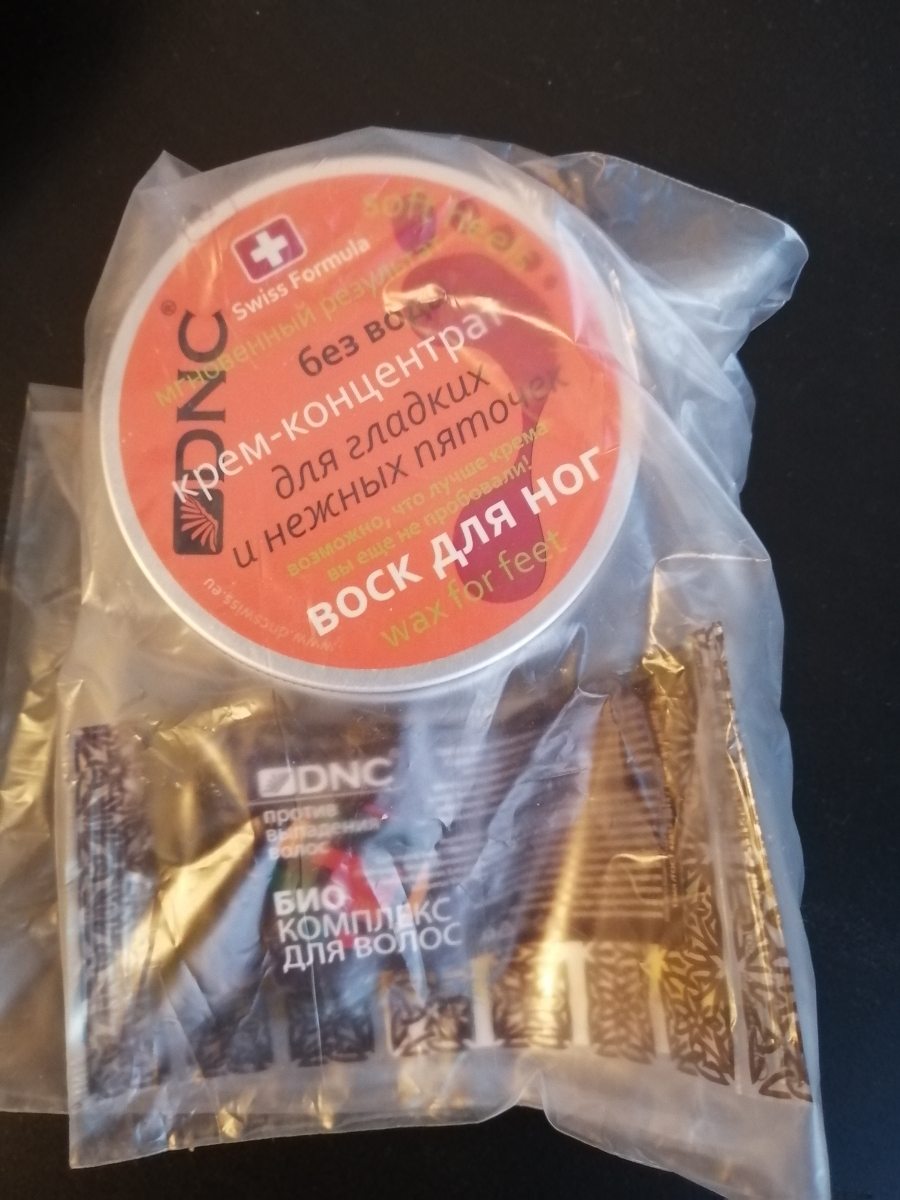 soft heels
Swiss Formula
DNC®
мгновенный результат
без воды
крем-концентрат
для гладких
и нежных пяточек
возможно, что лучше крема
вы еще не пробовали!
воск для ног
wax for feet
www.dncswiss.eu
DNC
против
выпадения
волос
БИО
КОМПЛЕКС
ДЛЯ ВОЛОС